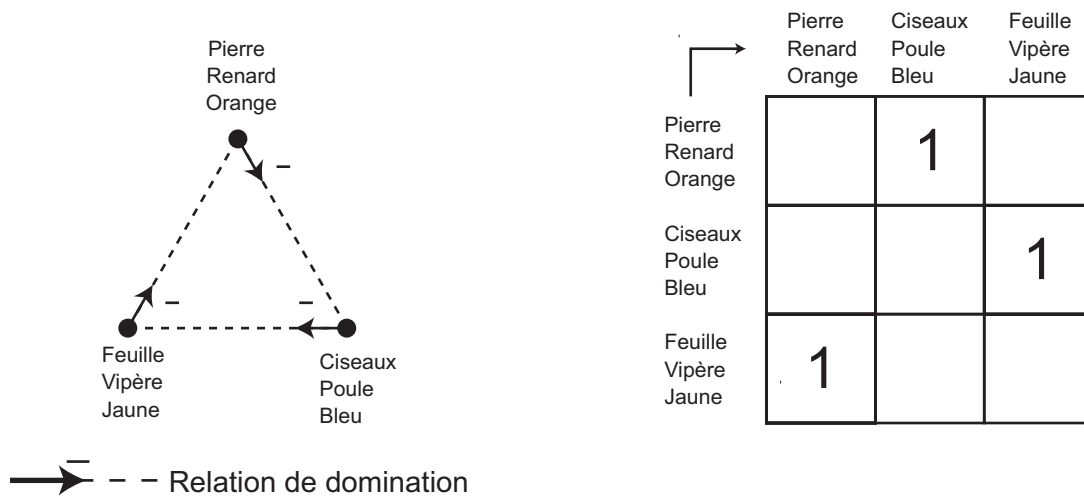 Pierre
Renard
Orange
Feuille
Vipère
Jaune
Ciseaux
Poule
Bleu
Relation de domination
Pierre
Renard
Orange
Ciseaux
Poule
Bleu
Feuille
Vipère
Jaune
Pierre
Renard
Orange
1
Ciseaux
Poule
Bleu
1
Feuille
Vipère
Jaune
1